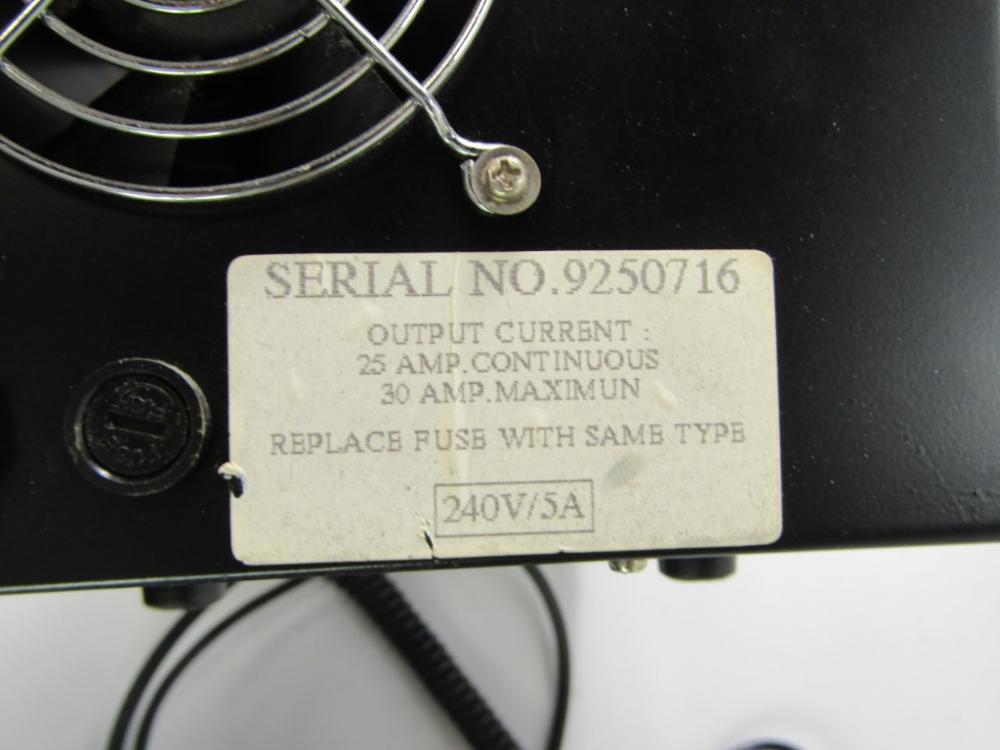 SERIAL NO.9250716
OUTPUT CURRENT :
25 AMP.CONTINUOUS
30 AMP.MAXIMUN
REPLACE FUSE WITH SAME TYPE
240V/5A